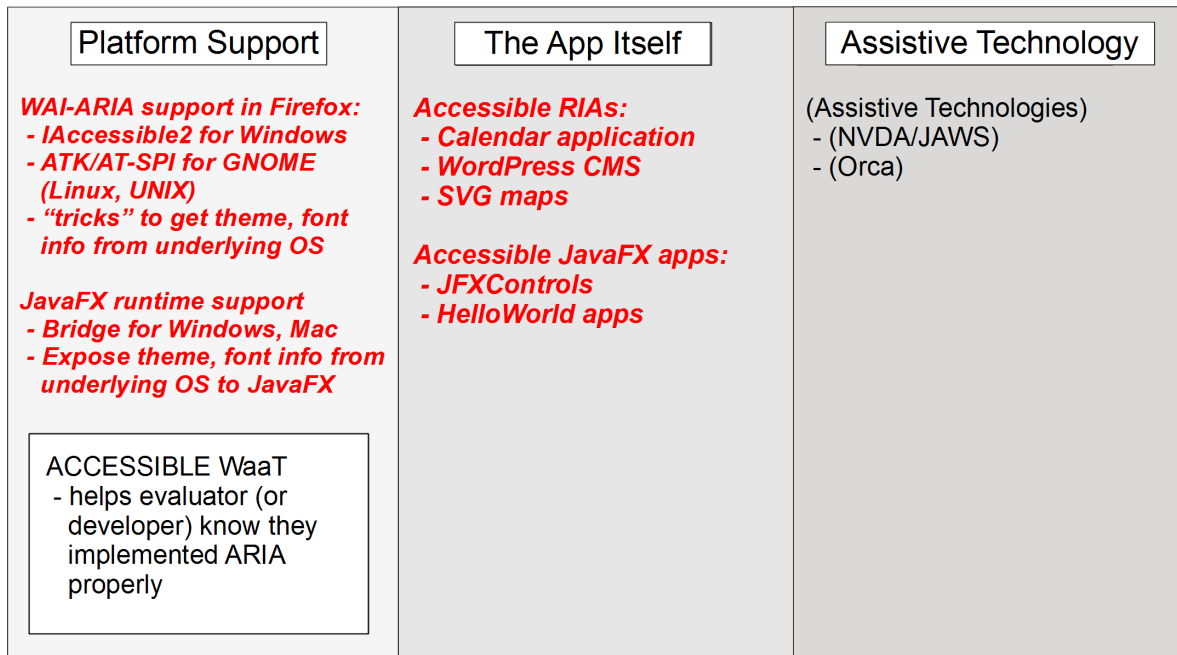 Platform Support
WAI-ARIA support in Firefox:
- IAccessible2 for Windows
- ATK/AT-SPI for GNOME
(Linux, UNIX)
- “tricks” to get theme, font
info from underlying OS
JavaFX runtime support
- Bridge for Windows, Mac
- Expose theme, font info from
underlying OS to JavaFX
ACCESSIBLE WaaT
- helps evaluator (or
developer) know they
implemented ARIA
properly
The App Itself
Accessible RIAs:
- Calendar application
- WordPress CMS
- SVG maps
Accessible JavaFX apps:
- JFXControls
- HelloWorld apps
Assistive Technology
(Assistive Technologies)
- (NVDA/JAWS)
- (Orca)